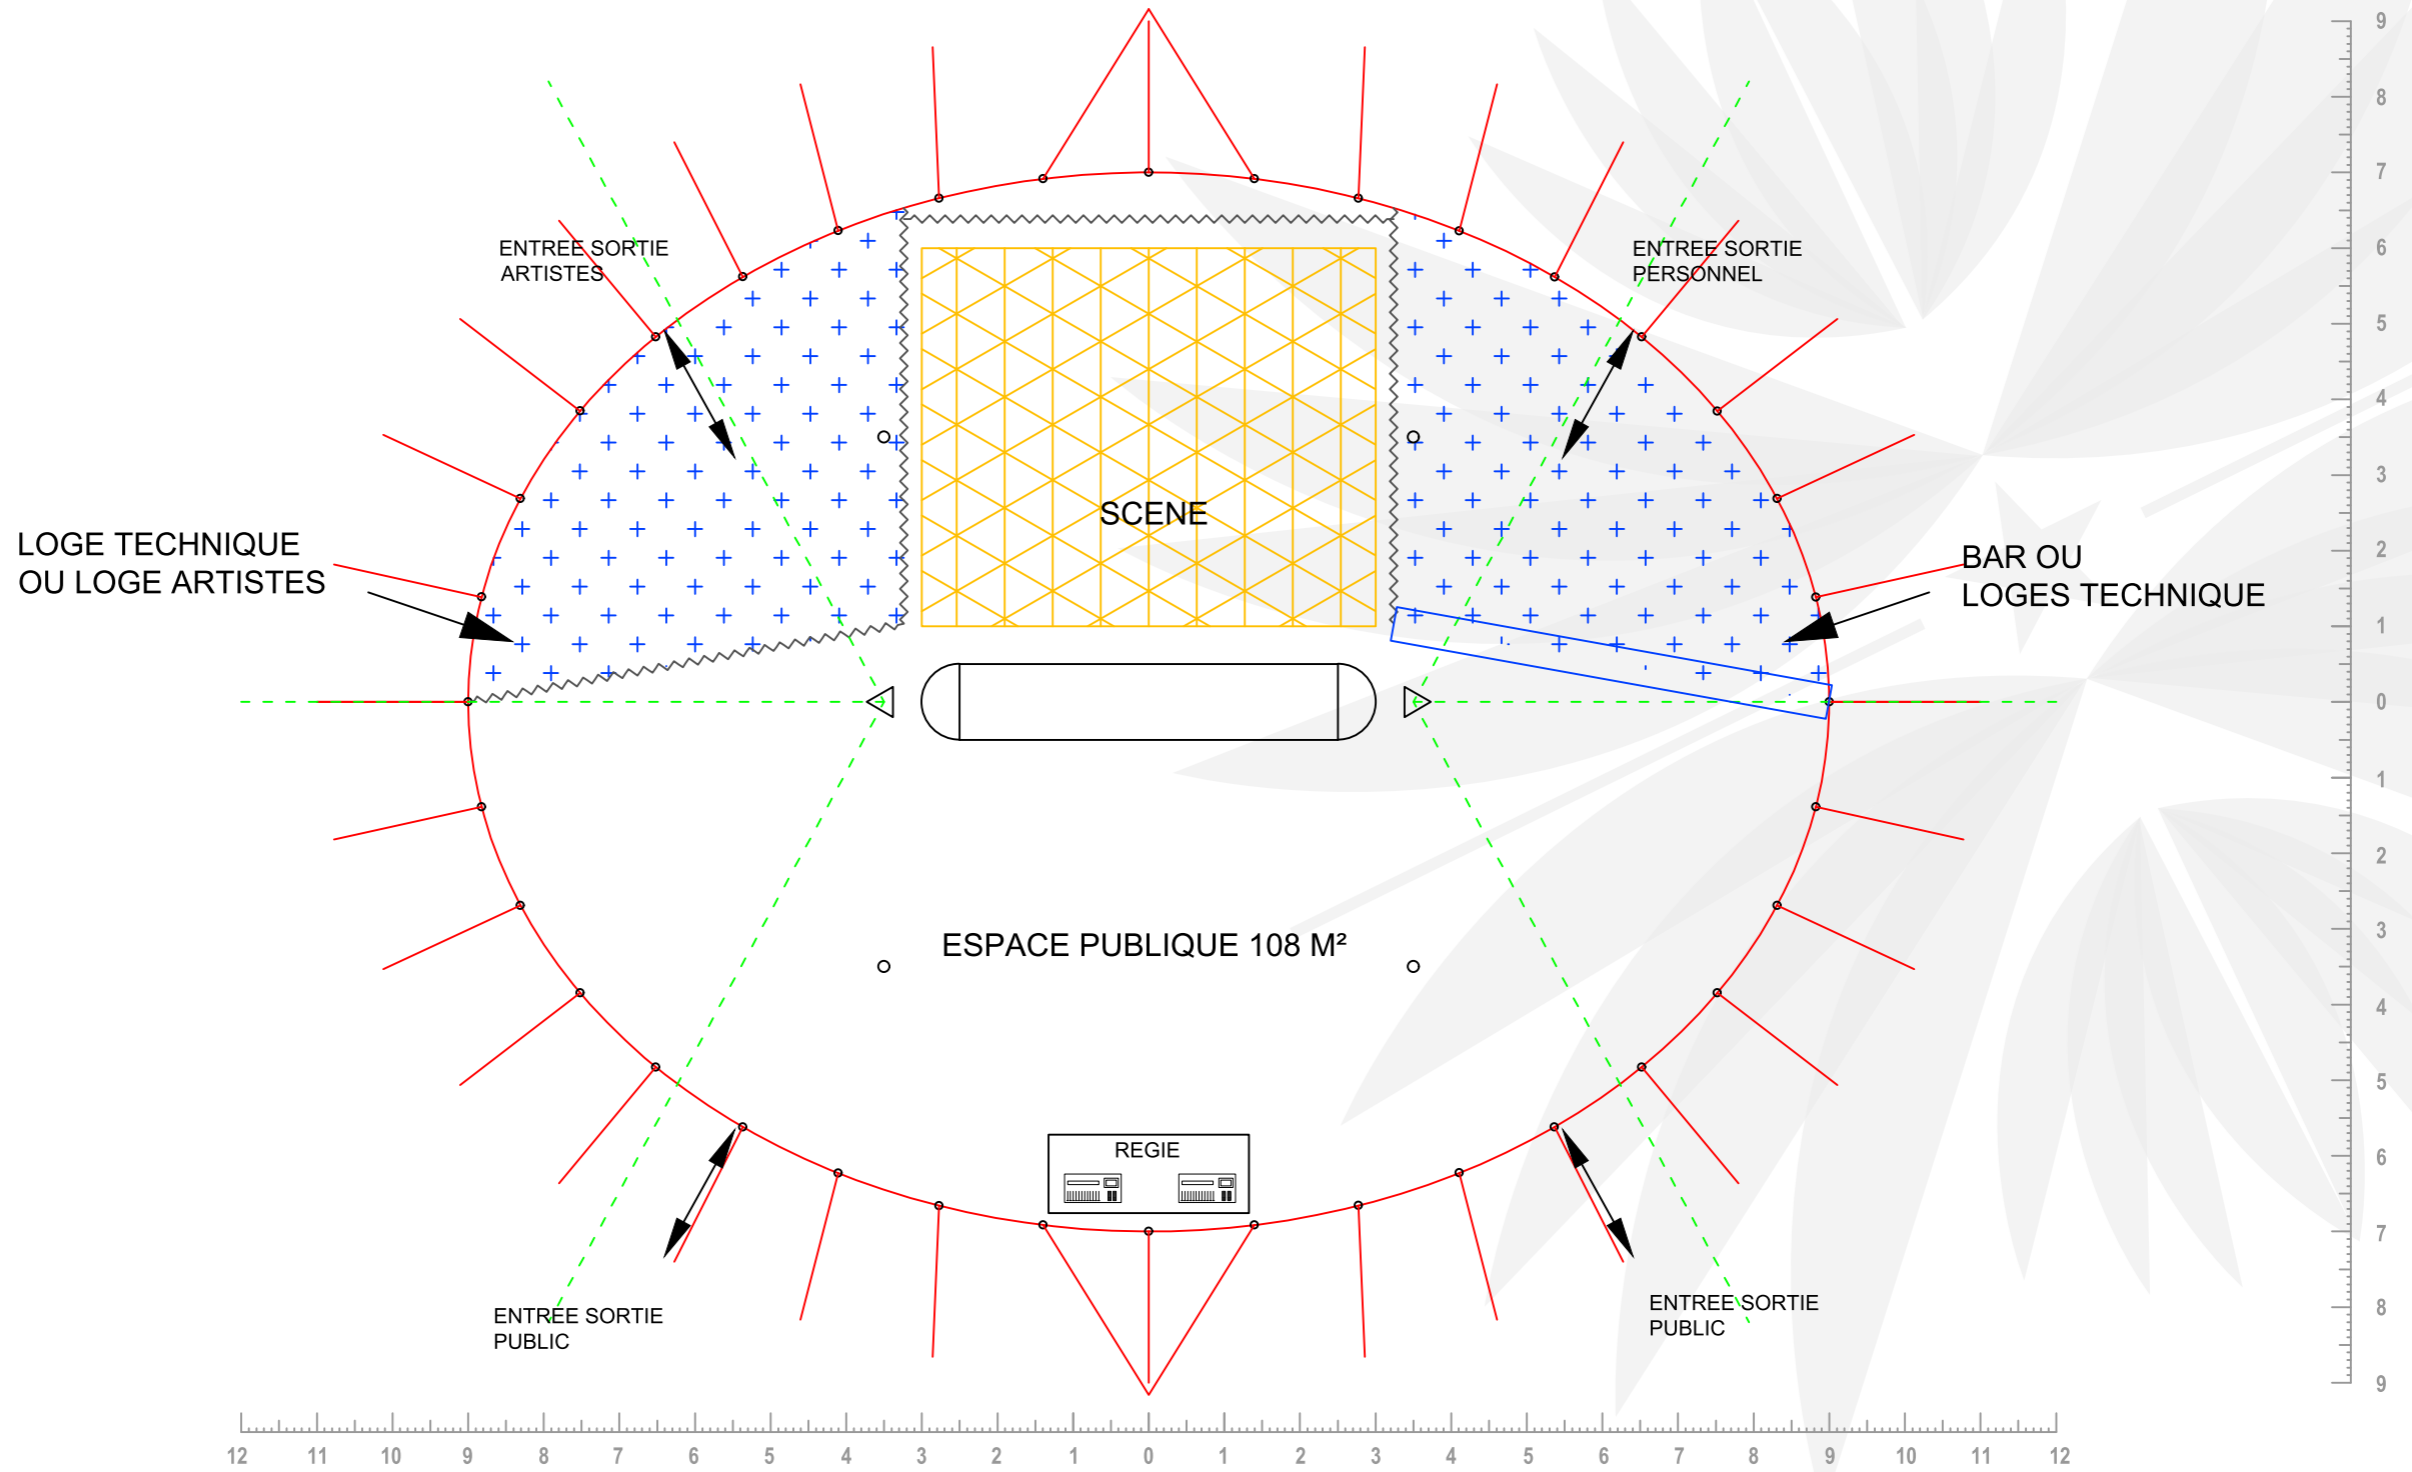 ENTREE SORTIE
ARTISTES
ENTREE SORTIE
PERSONNEL
SCENE
LOGE TECHNIQUE
OU LOGE ARTISTES
BAR OU
LOGES TECHNIQUE
ESPACE PUBLIQUE 108 M²
REGIE
ENTREE SORTIE
PUBLIC
ENTREE SORTIE
PUBLIC
9
8
7
6
5
4
3
2
1
0
1
2
3
4
5
6
7
8
9
12 11 10 9 8 7 6 5 4 3 2 1 0 1 2 3 4 5 6 7 8 9 10 11 12